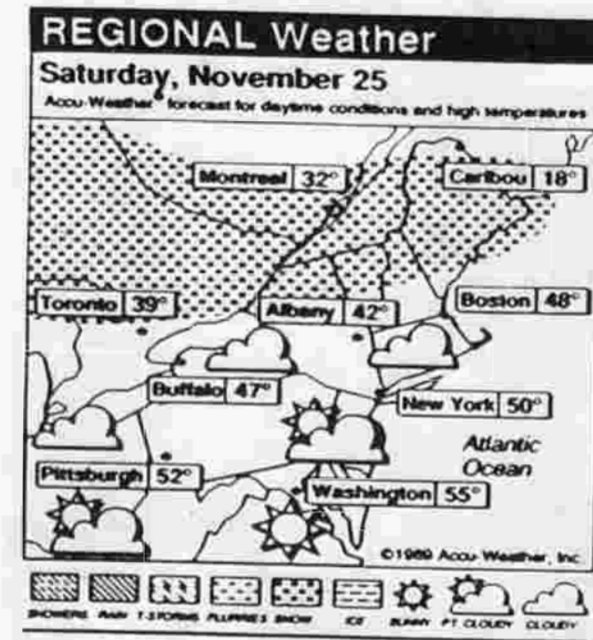 REGIONAL Weather
Saturday, November 25
Accu-Weather® forecast for daytime conditions and high temperatures
Montreal 32°
Caribou 18°
Toronto 39°
Albany 42°
Boston 48°
Buffalo 47°
New York 50°
Atlantic
Ocean
Pittsburgh 52°
Washington 55°
©1989 Accu-Weather, Inc.
SHOWERS RAIN T-STORMS FLURRIES SNOW ICE SUNNY PT CLOUDY CLOUDY